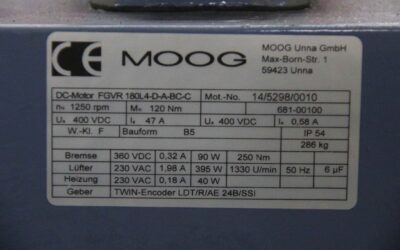 CE MOOG
MOOG Unna GmbH
Max-Born-Str. 1
59423 Unna
DC-Motor FGVR 180L4-D-A-BC-C Mot.-No. 14/5298/0010
nₙ 1250 rpm Mₙ 120 Nm 681-00100
Uₐ 400 VDC Iₐ 47 A Uₑ 400 VDC Iₑ 0,58 A
W.-Kl. F Bauform B5 IP 54
286 kg
Bremse 360 VDC 0,32 A 90 W 250 Nm
Lüfter 230 VAC 1,98 A 395 W 1330 U/min 50 Hz 6 µF
Heizung 230 VAC 0,18 A 40 W
Geber TWIN-Encoder LDT/R/AE 24B/SSI